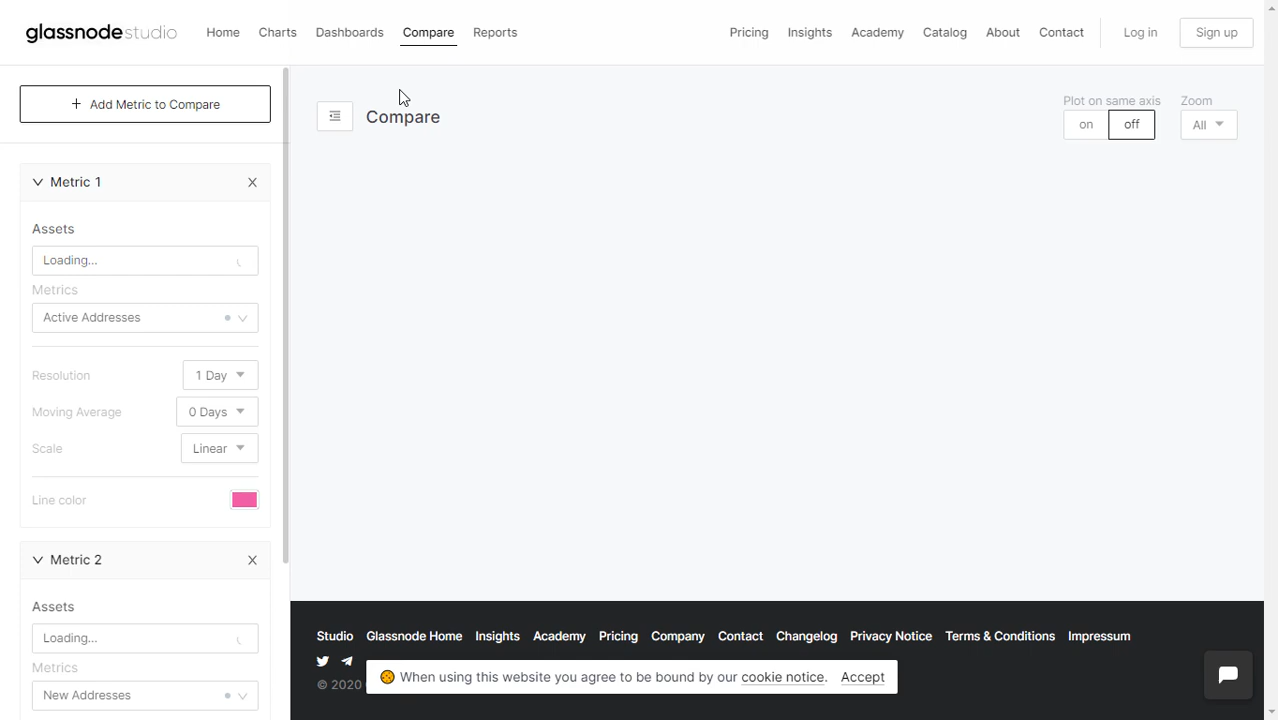 glassnodestudio Home Charts Dashboards Compare Reports Pricing Insights Academy Catalog About Contact Log in Sign up
+ Add Metric to Compare
Compare
Plot on same axis Zoom
on off All
Metric 1
Assets
Loading...
Metrics
Active Addresses
Resolution 1 Day
Moving Average 0 Days
Scale Linear
Line color
Metric 2
Assets
Loading...
Metrics
New Addresses
Studio Glassnode Home Insights Academy Pricing Company Contact Changelog Privacy Notice Terms & Conditions Impressum
When using this website you agree to be bound by our cookie notice. Accept
© 2020